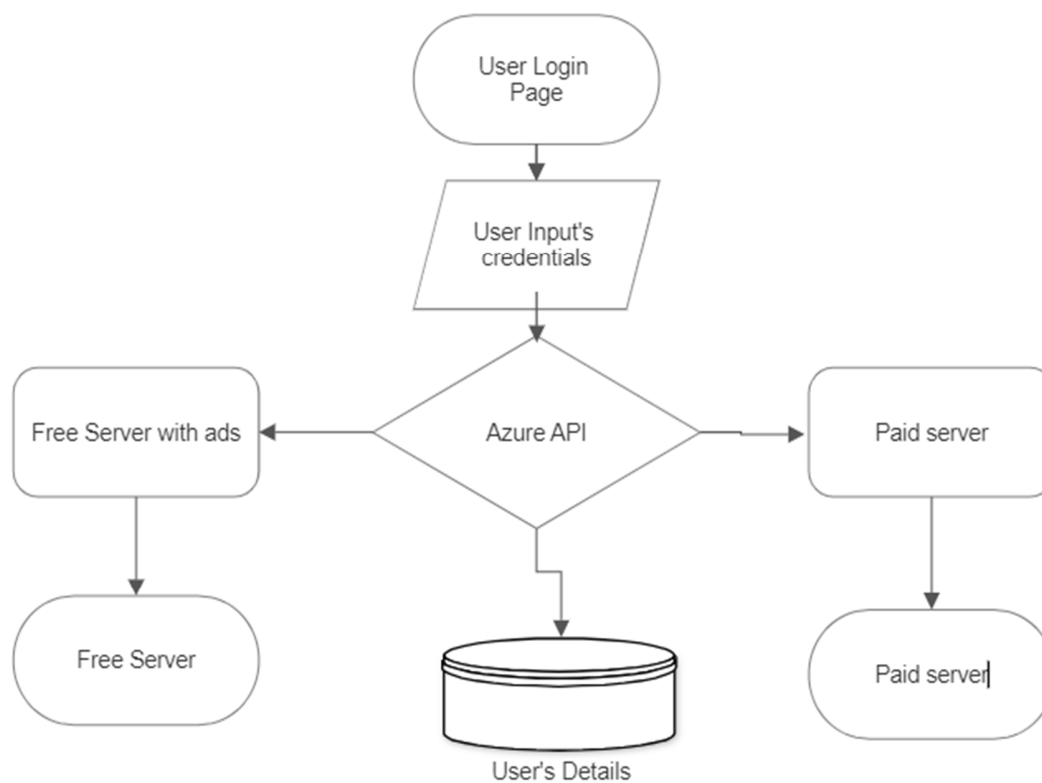 User Login
Page
User Input's
credentials
Free Server with ads
Azure API
Paid server
Free Server
Paid server
User's Details